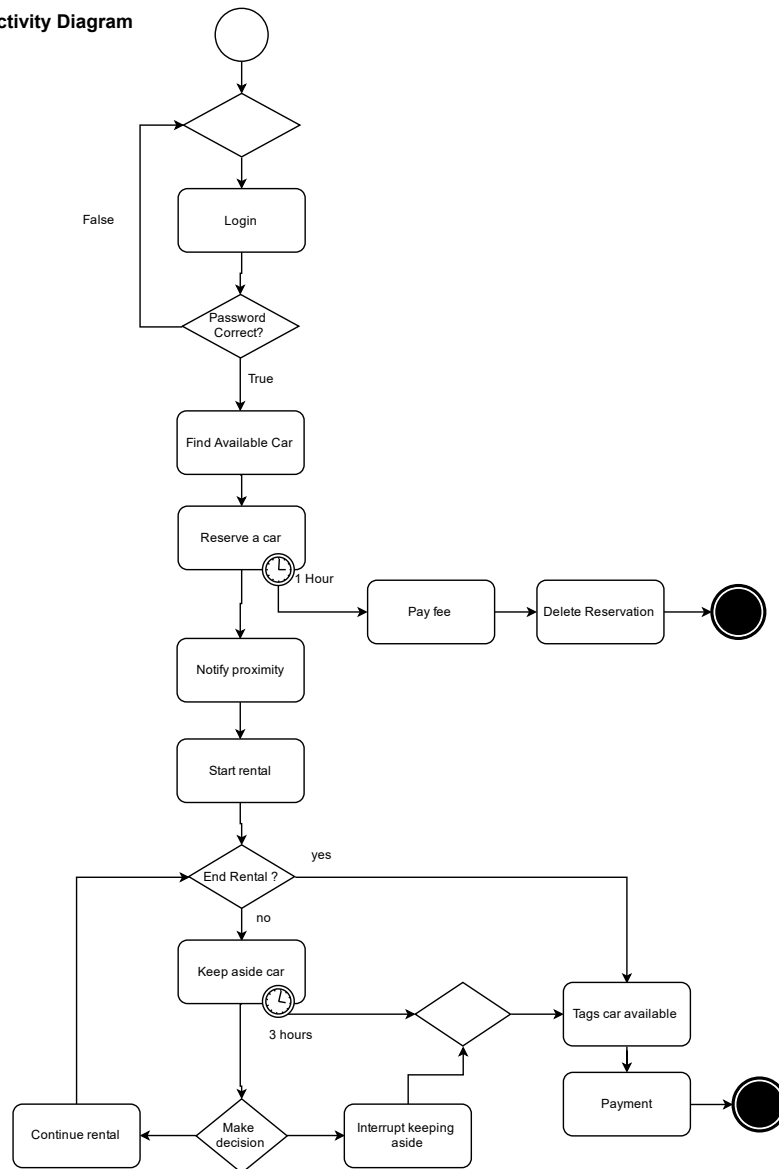 ctivity Diagram
Login
False
Password
Correct?
True
Find Available Car
Reserve a car
1 Hour
Pay fee
Delete Reservation
Notify proximity
Start rental
yes
End Rental ?
no
Keep aside car
3 hours
Tags car available
Payment
Continue rental
Make
decision
Interrupt keeping
aside